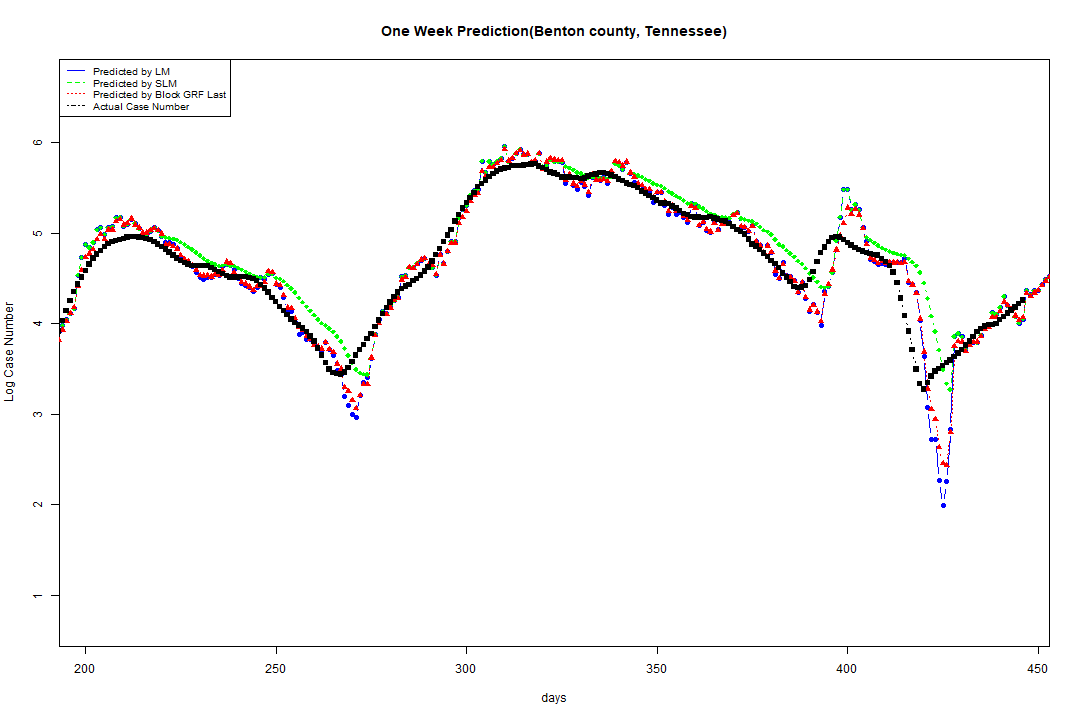 One Week Prediction(Benton county, Tennessee)
Predicted by LM
Predicted by SLM
Predicted by Block GRF Last
Actual Case Number
Log Case Number
6
5
4
3
2
1
200 250 300 350 400 450
days